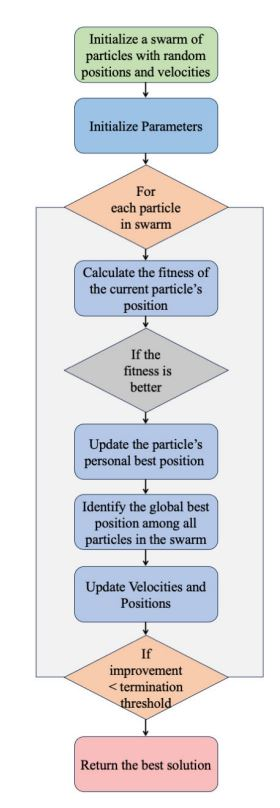 Initialize a swarm of
particles with random
positions and velocities
Initialize Parameters
For
each particle
in swarm
Calculate the fitness of
the current particle's
position
If the
fitness is
better
Update the particle's
personal best position
Identify the global best
position among all
particles in the swarm
Update Velocities and
Positions
If
improvement
< termination
threshold
Return the best solution